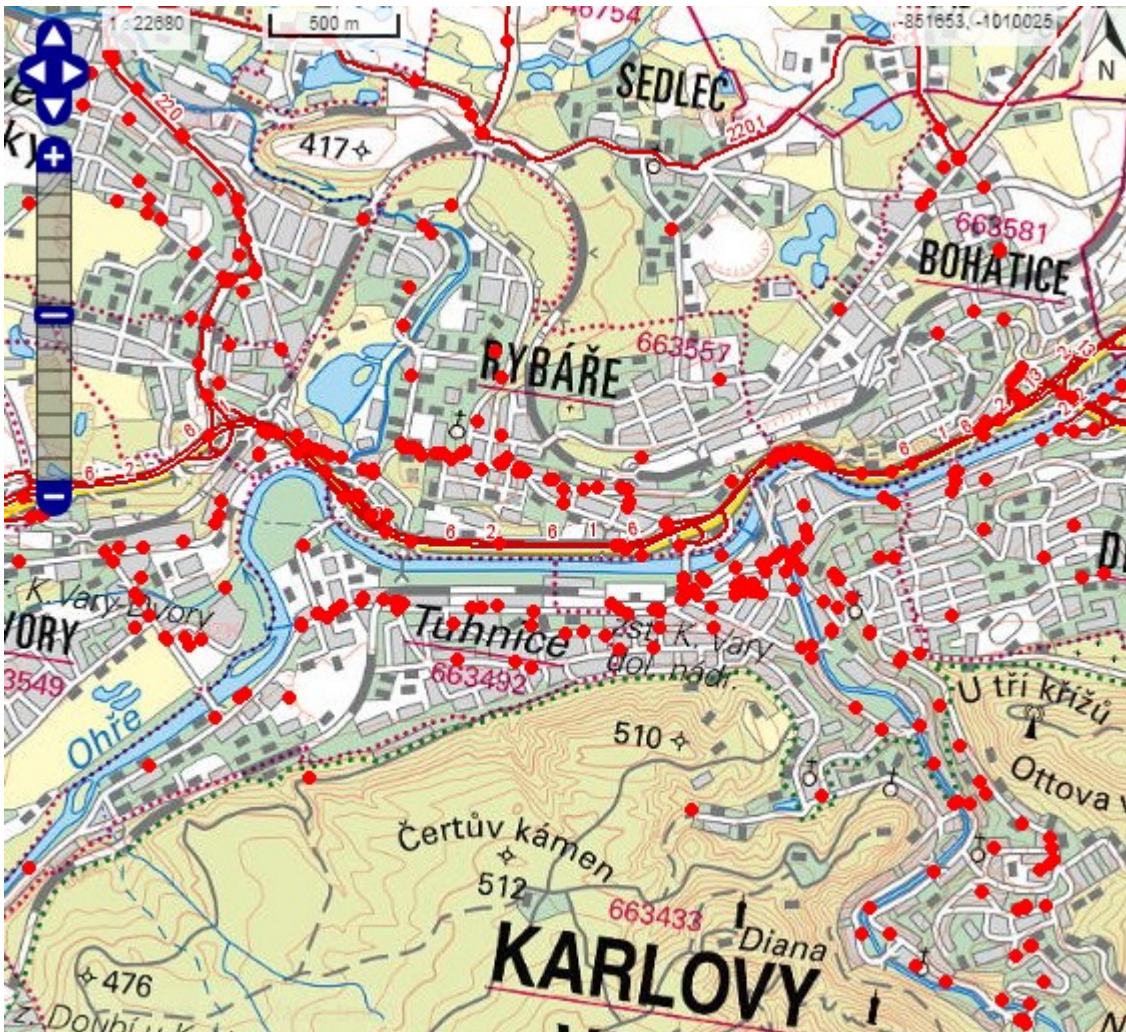 1 : 22680
500 m
746754
-851653, -1010025
N
SEDLEC
220
417
2201
663581
BOHATICE
RYBÁŘE
663557
6
2
6
1
6
6
2
6
1
6
K. Vary-Dvory
VORY
3549
Tuhnice
zst. K. Vary
dol. nádr.
663492
U tří křížů
Ohře
510
Ottova v
Čertův kámen
512
663433
Diana
KARLOVY
476